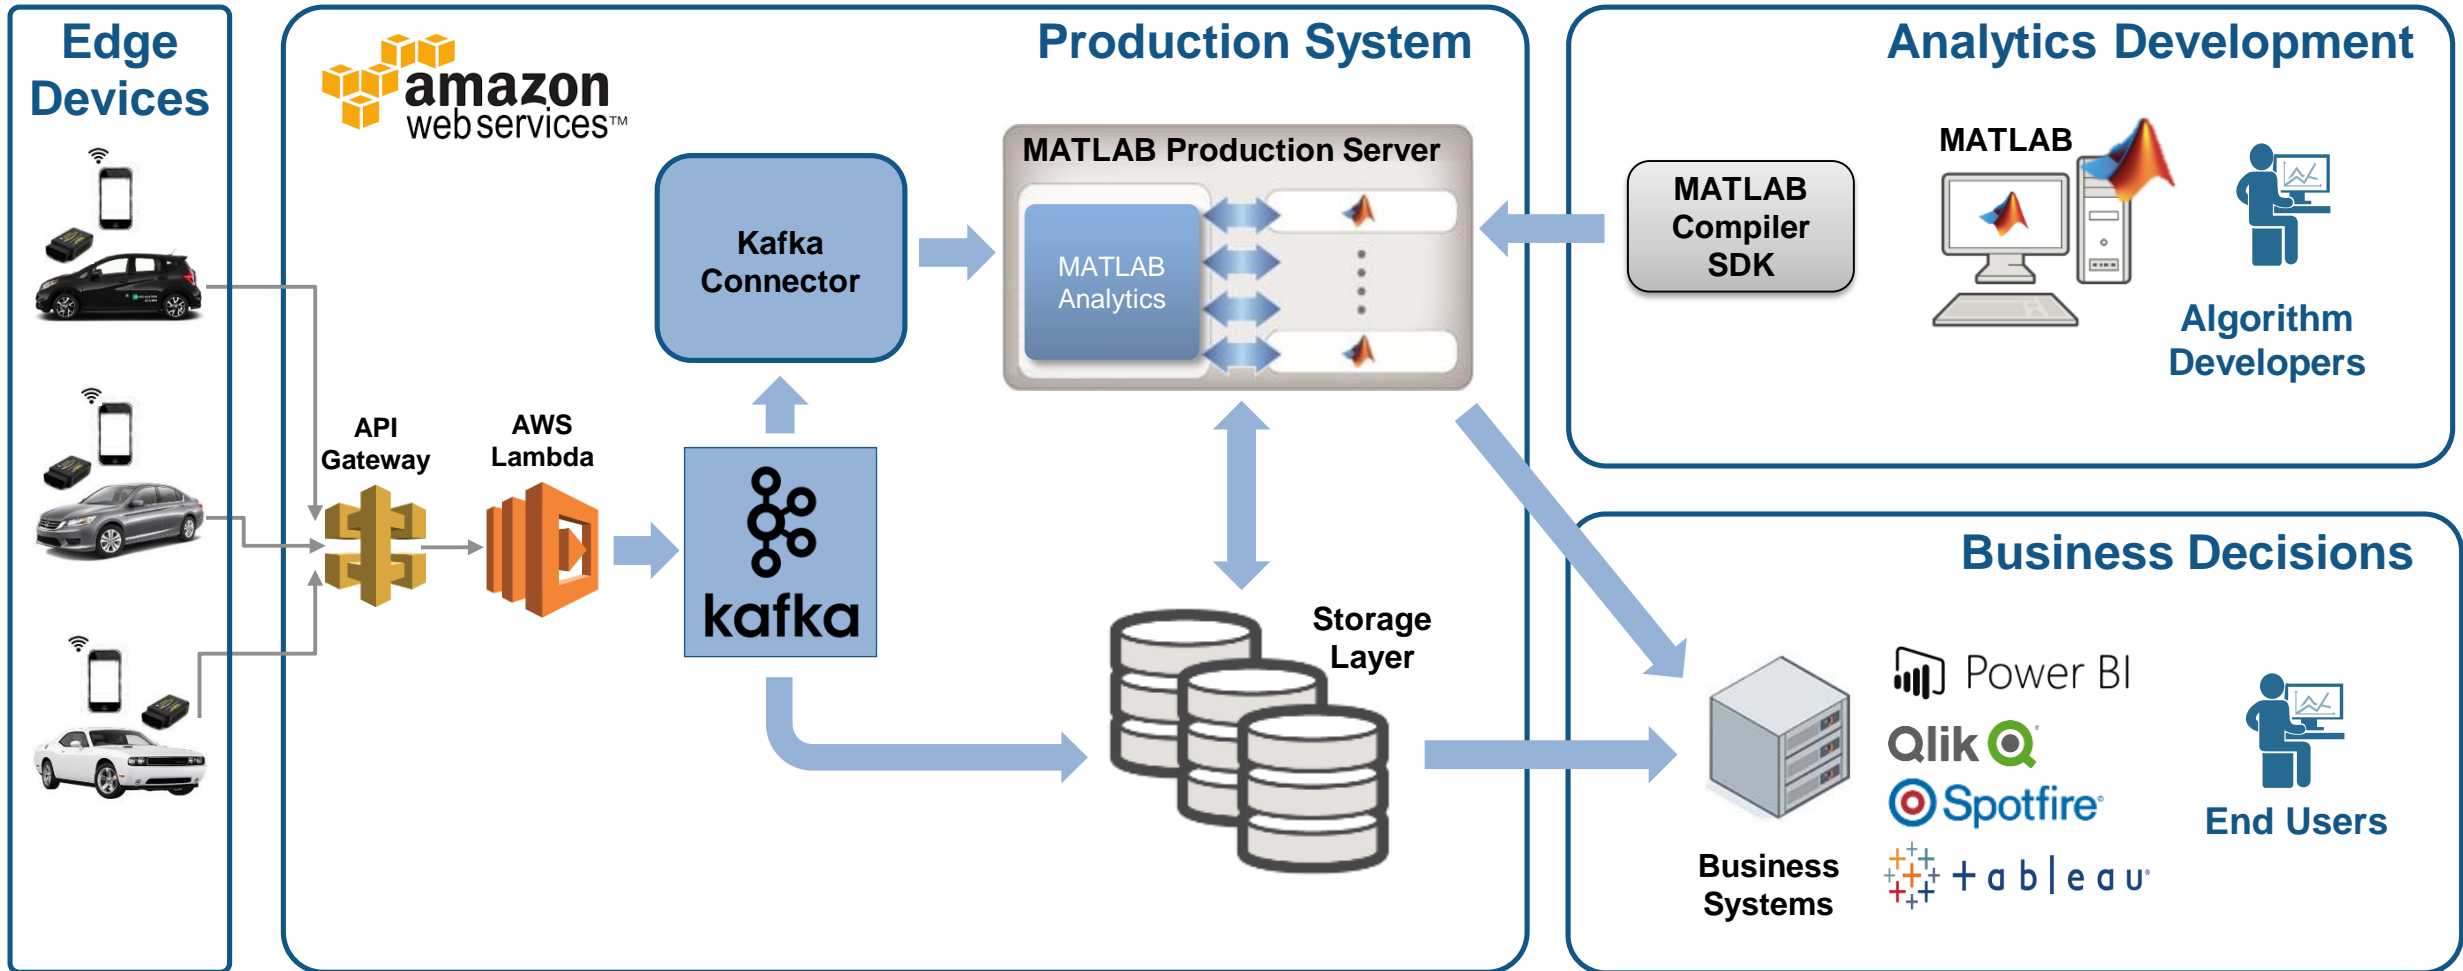 Edge
Devices
amazon
web services™
Production System
Kafka
Connector
MATLAB Production Server
MATLAB
Analytics
API
Gateway
AWS
Lambda
kafka
Storage
Layer
Analytics Development
MATLAB
Compiler
SDK
MATLAB
Algorithm
Developers
Business Decisions
Business
Systems
Power BI
Qlik
Spotfire
+ableau
End Users